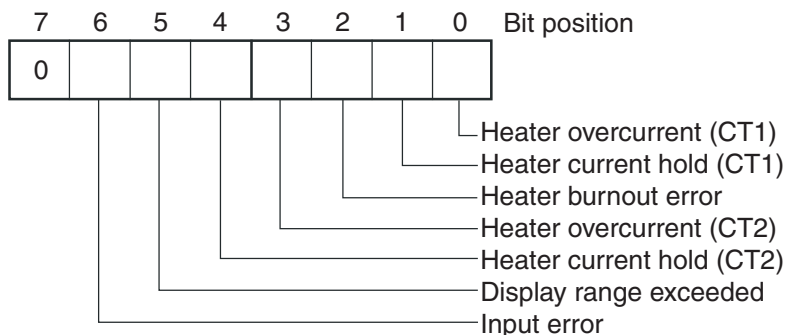 7 6 5 4 3 2 1 0 Bit position
0
Heater overcurrent (CT1)
Heater current hold (CT1)
Heater burnout error
Heater overcurrent (CT2)
Heater current hold (CT2)
Display range exceeded
Input error